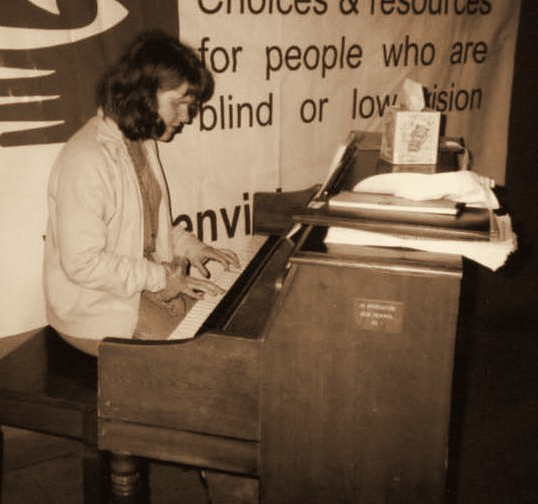 Choices & resources
for people who are
blind or low vision
envi